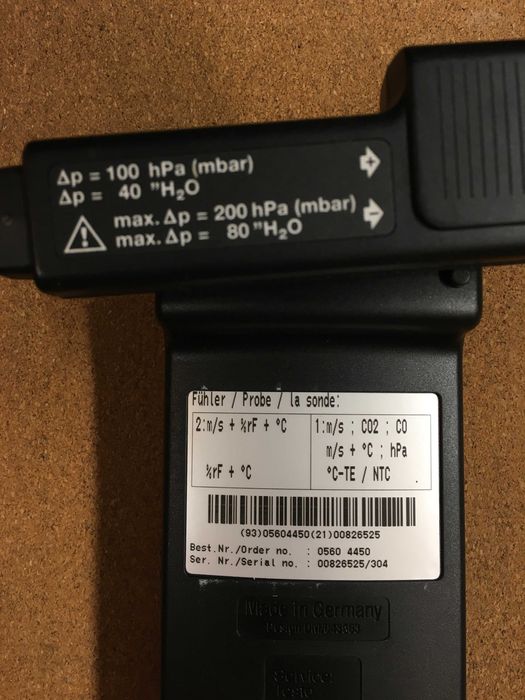 Δp = 100 hPa (mbar)
Δp = 40 "H₂O
max. Δp = 200 hPa (mbar)
max. Δp = 80 "H₂O
Fühler / Probe / la sonde:
2:m/s + %rF + °C
%rF + °C
1:m/s ; CO2 ; CO
m/s + °C ; hPa
°C-TE / NTC .
(93)05604450(21)00826525
Best.Nr./Order no. : 0560 4450
Ser. Nr./Serial no. : 00826525/304
Made in Germany
Service: